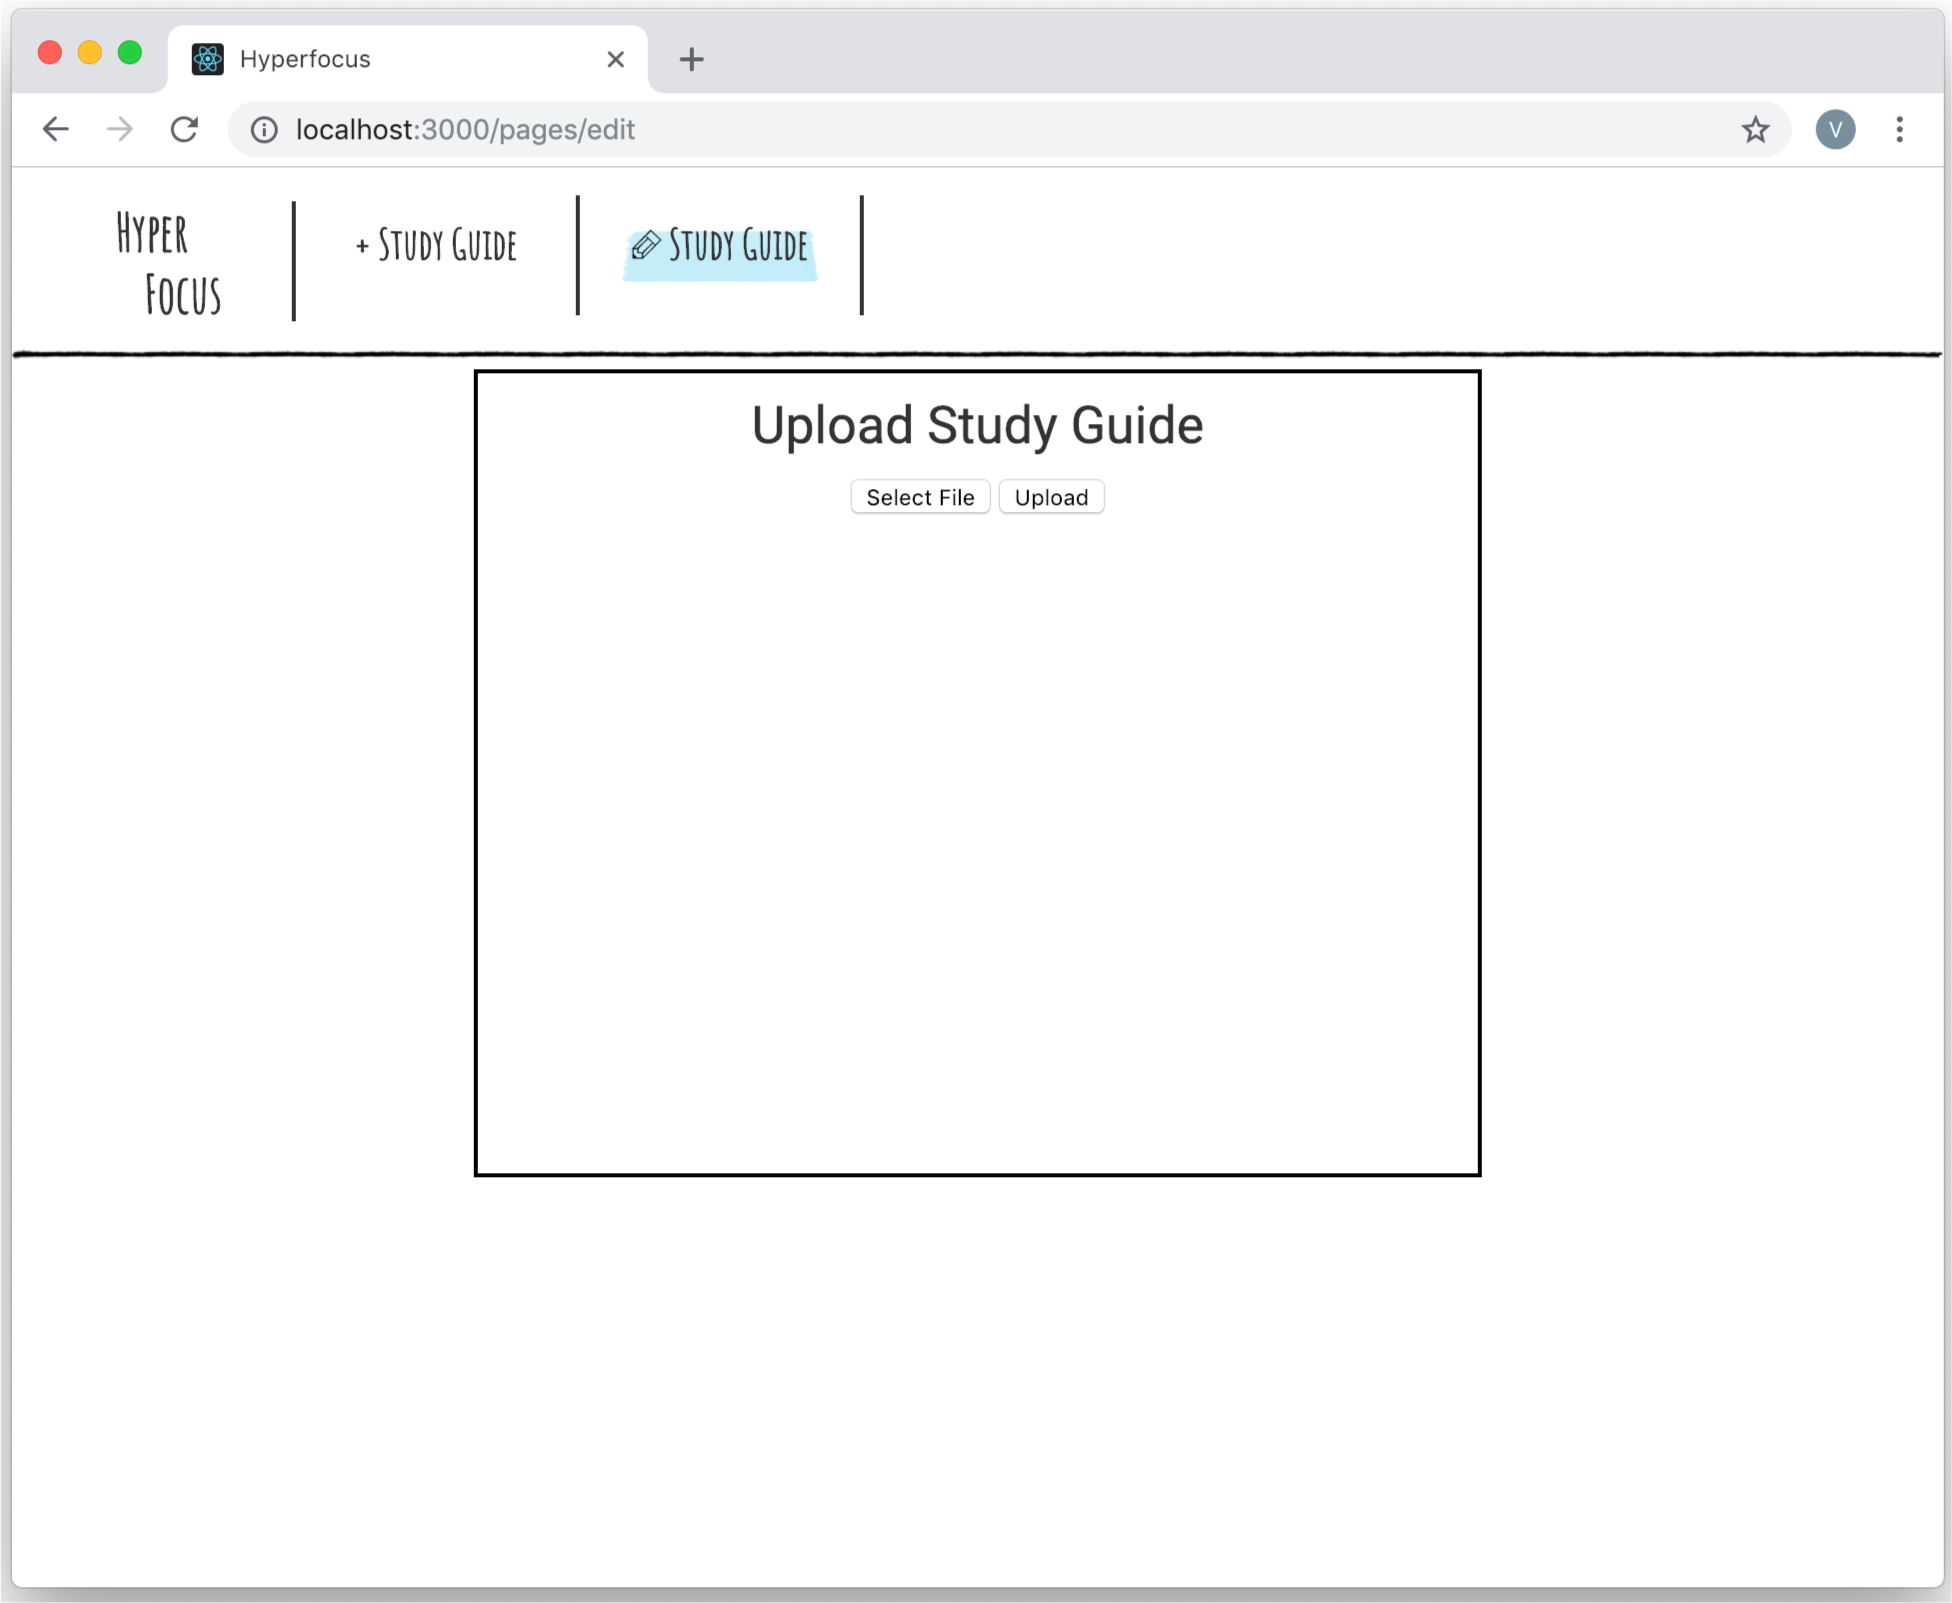 Hyperfocus
localhost:3000/pages/edit
V
Hyper
Focus
+ Study Guide
Study Guide
Upload Study Guide
Select File Upload